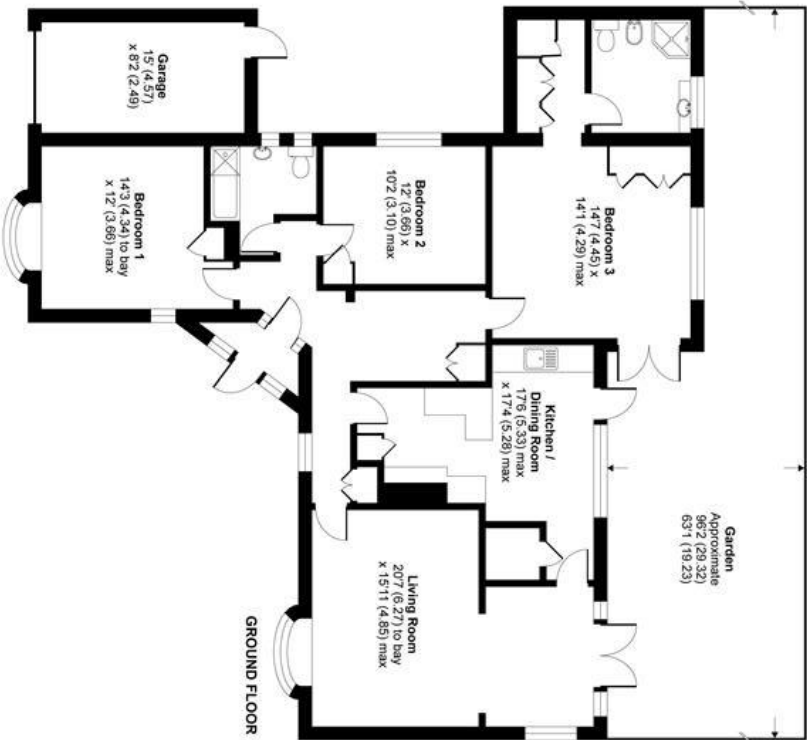 Garage
15' (4.57)
x 8'2 (2.49)
Bedroom 1
14'3 (4.34) to bay
x 12' (3.66) max
Bedroom 2
12' (3.66) x
10'2 (3.10) max
Bedroom 3
14'7 (4.45) x
14'1 (4.29) max
Kitchen /
Dining Room
17'6 (5.33) max
x 17'4 (5.28) max
Garden
Approximate
96'2 (29.32)
63'1 (19.23)
Living Room
20'7 (6.27) to bay
x 15'11 (4.85) max
GROUND FLOOR